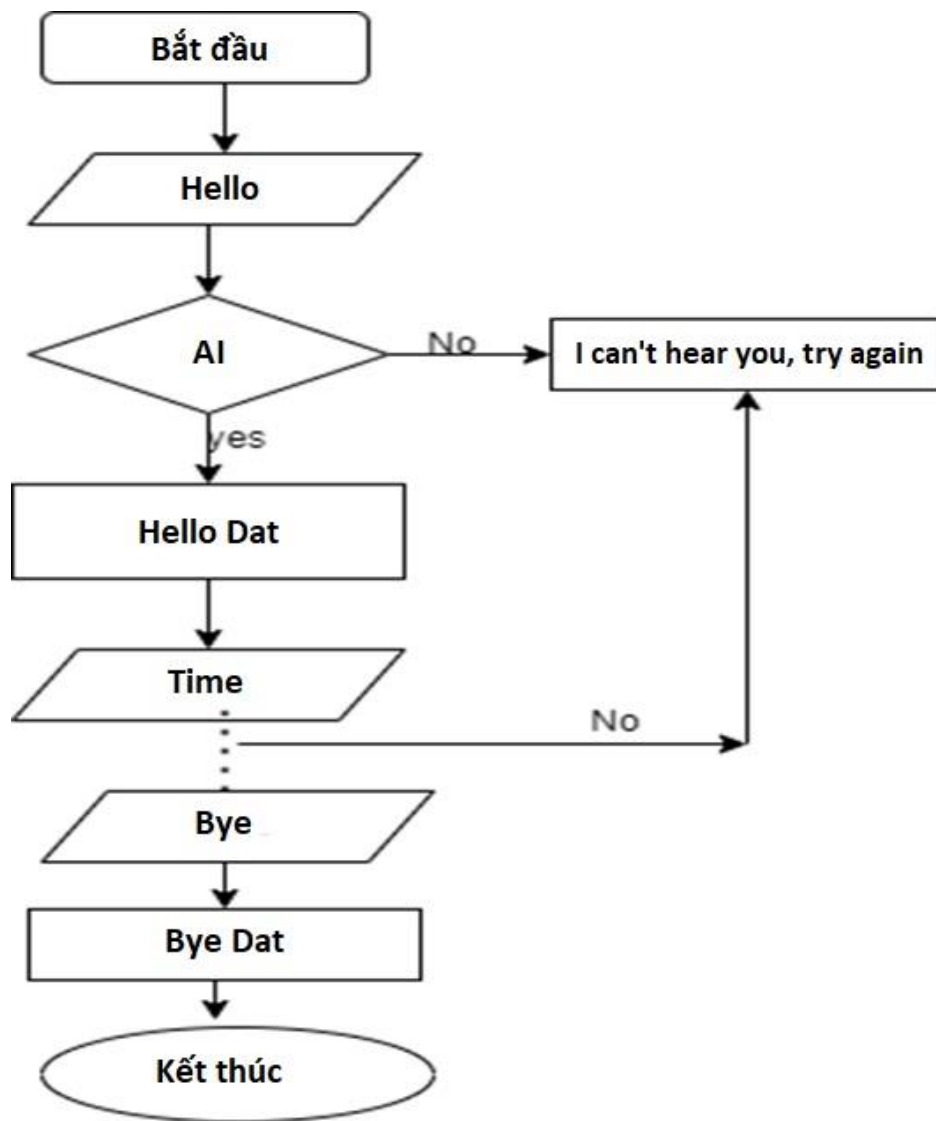 Bắt đầu
Hello
AI
No
I can't hear you, try again
yes
Hello Dat
Time
No
Bye
Bye Dat
Kết thúc